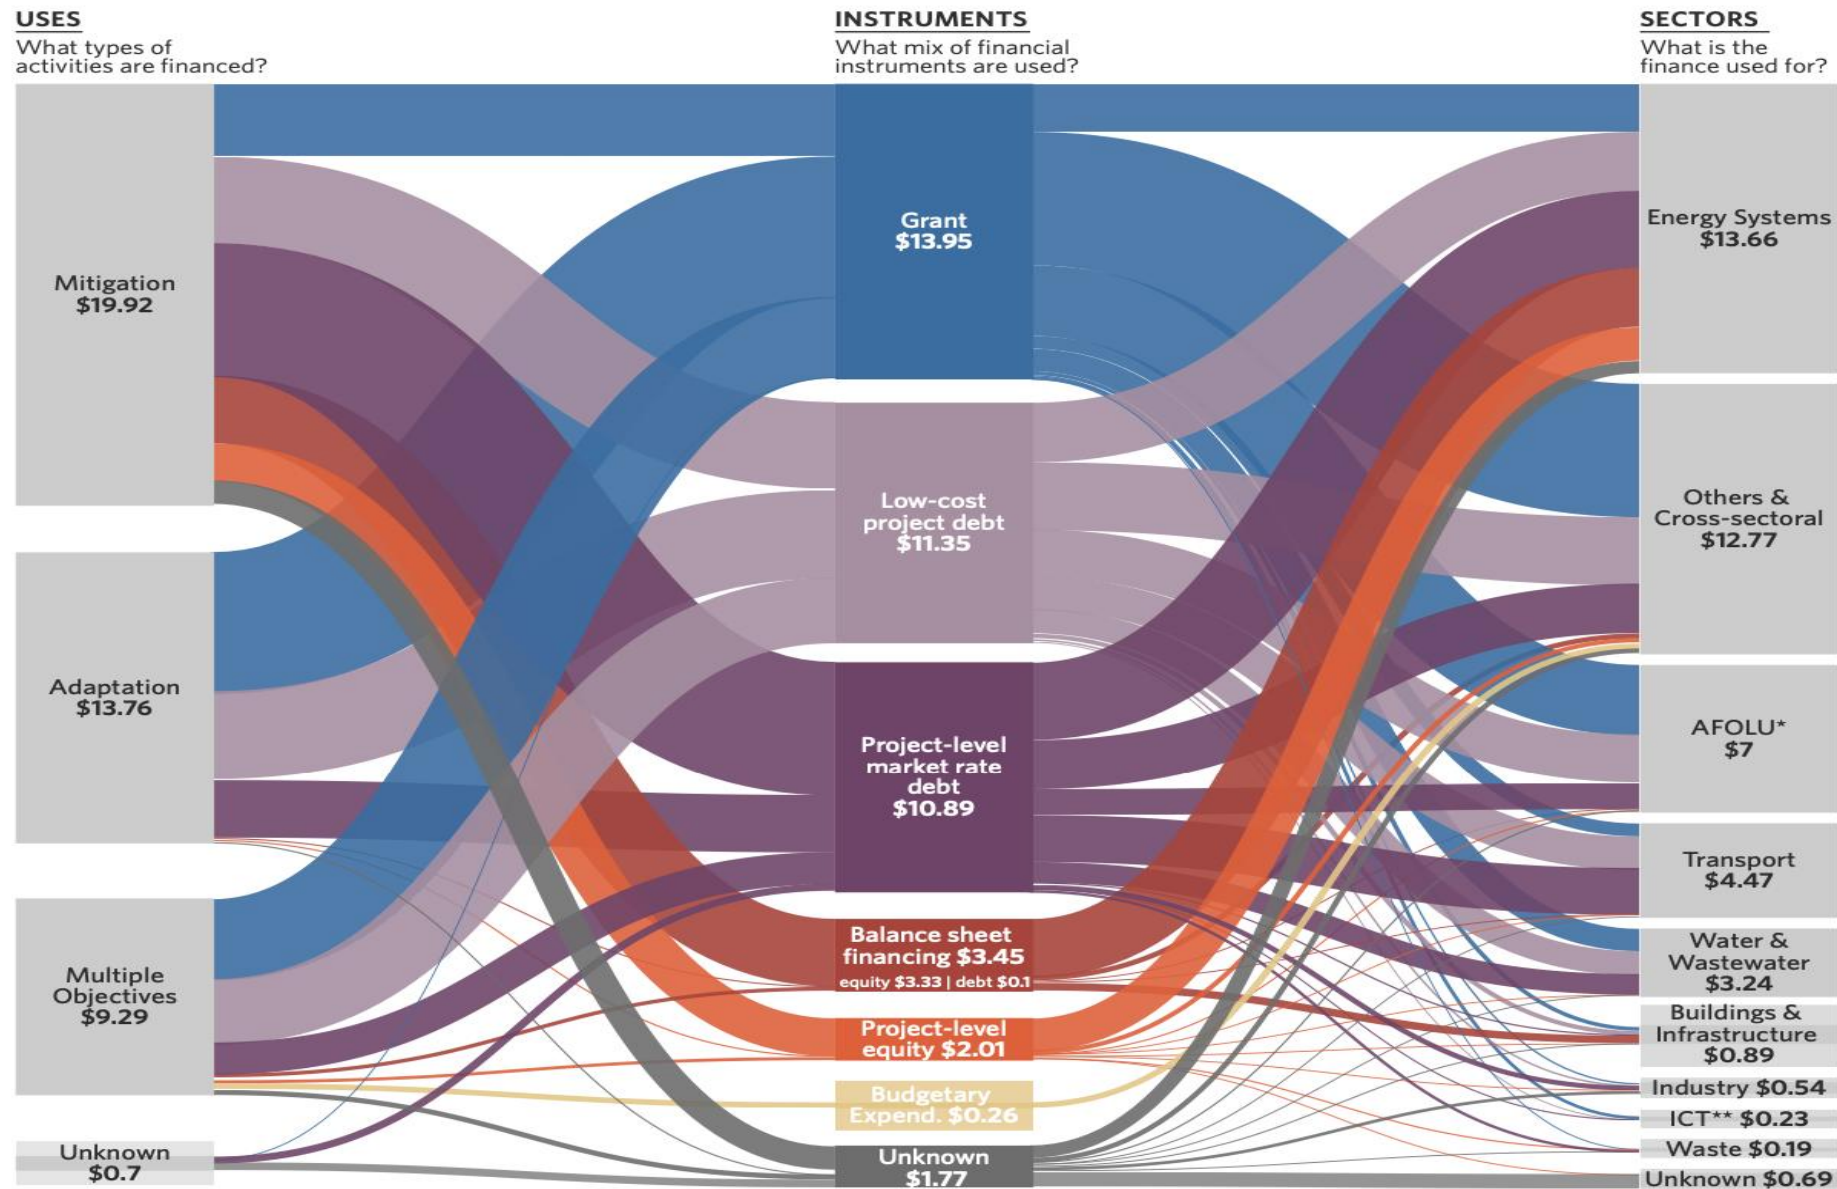 USES
What types of
activities are financed?
Mitigation
$19.92
Adaptation
$13.76
Multiple
Objectives
$9.29
Unknown
$0.7
INSTRUMENTS
What mix of financial
instruments are used?
Grant
$13.95
Low-cost
project debt
$11.35
Project-level
market rate
debt
$10.89
Balance sheet
financing $3.45
equity $3.33 | debt $0.1
Project-level
equity $2.01
Budgetary
Expend. $0.26
Unknown
$1.77
SECTORS
What is the
finance used for?
Energy Systems
$13.66
Others &
Cross-sectoral
$12.77
AFOLU*
$7
Transport
$4.47
Water &
Wastewater
$3.24
Buildings &
Infrastructure
$0.89
Industry $0.54
ICT** $0.23
Waste $0.19
Unknown $0.69